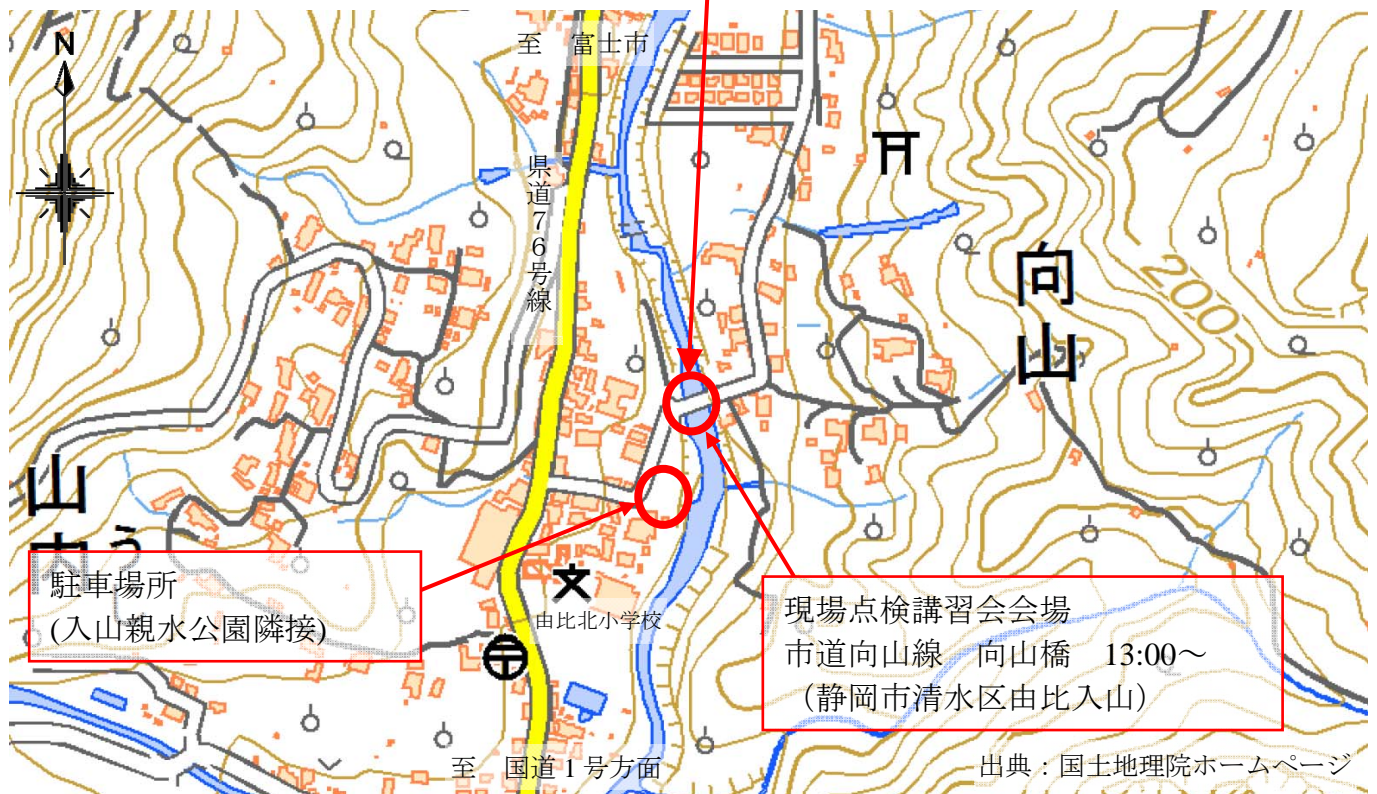 N
至　富士市
県道76号線
向山
200
山
う
駐車場所
(入山親水公園隣接)
由比北小学校
現場点検講習会会場
市道向山線　向山橋　13:00～
（静岡市清水区由比入山）
至　国道1号方面
出典：国土地理院ホームページ